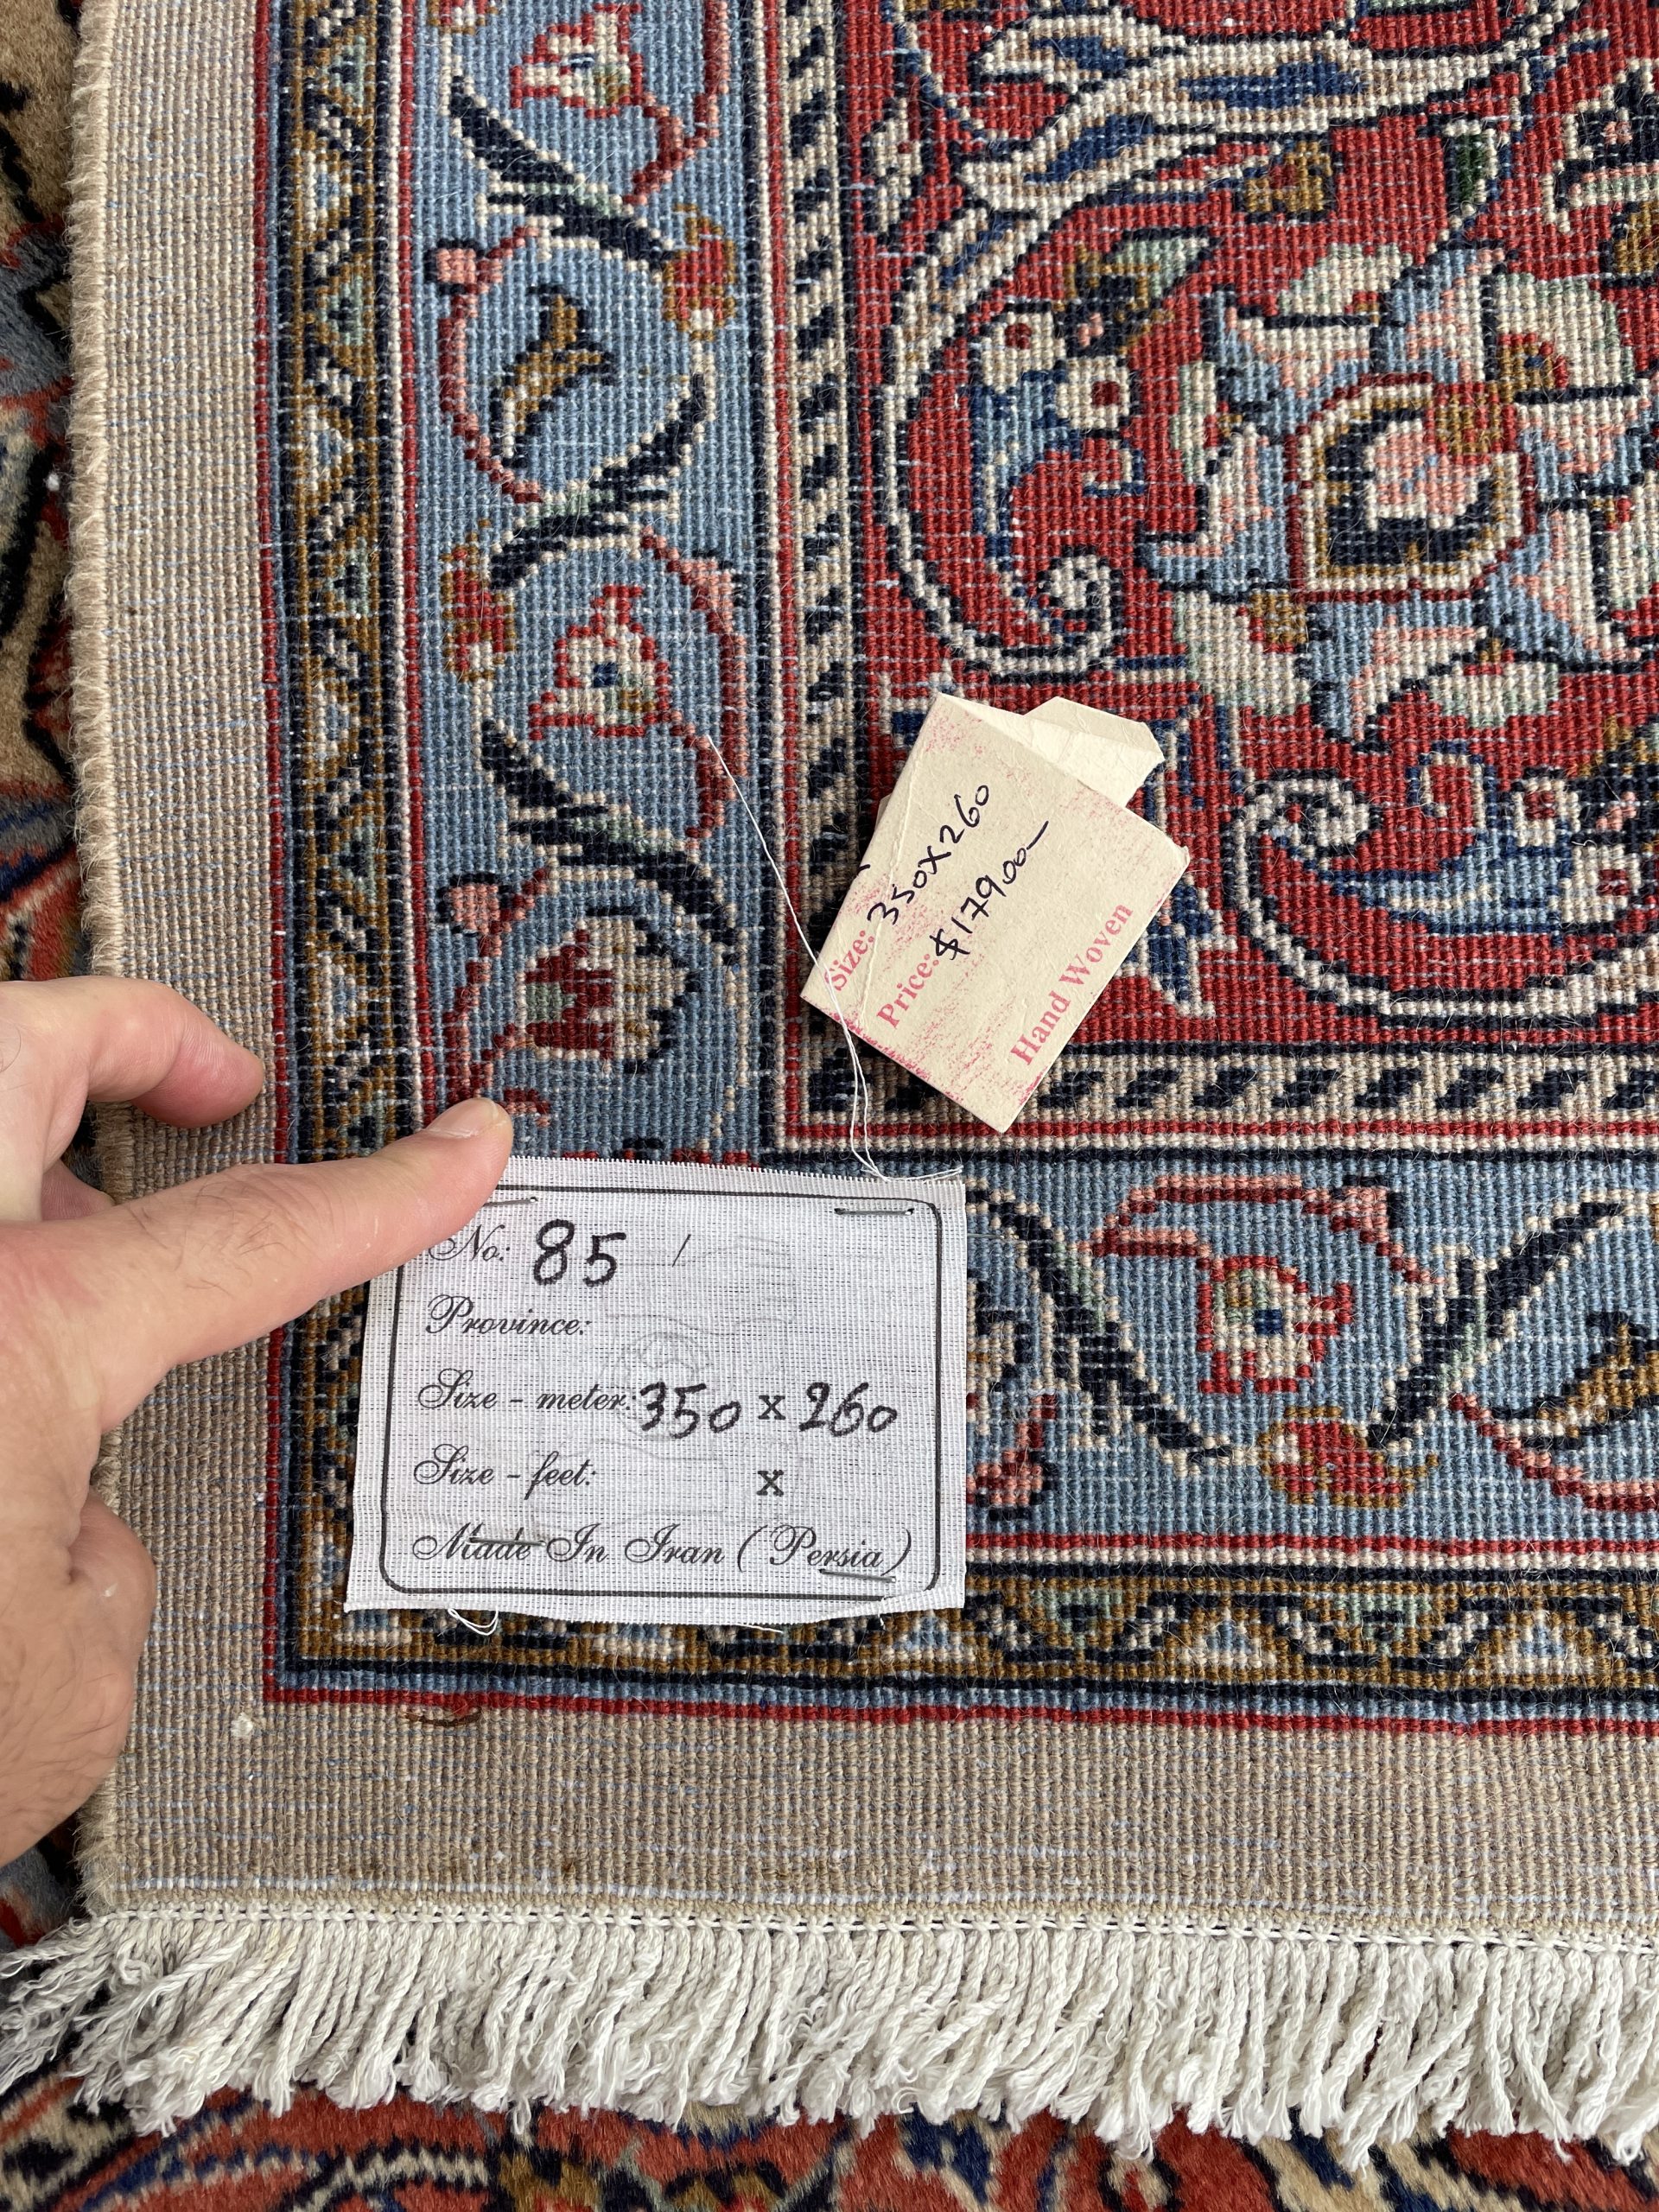 Size: 350x260
Price: $17900-
Hand Woven
No: 85 /
Province:
Size - meter: 350 x 260
Size - feet: x
Made In Iran (Persia)